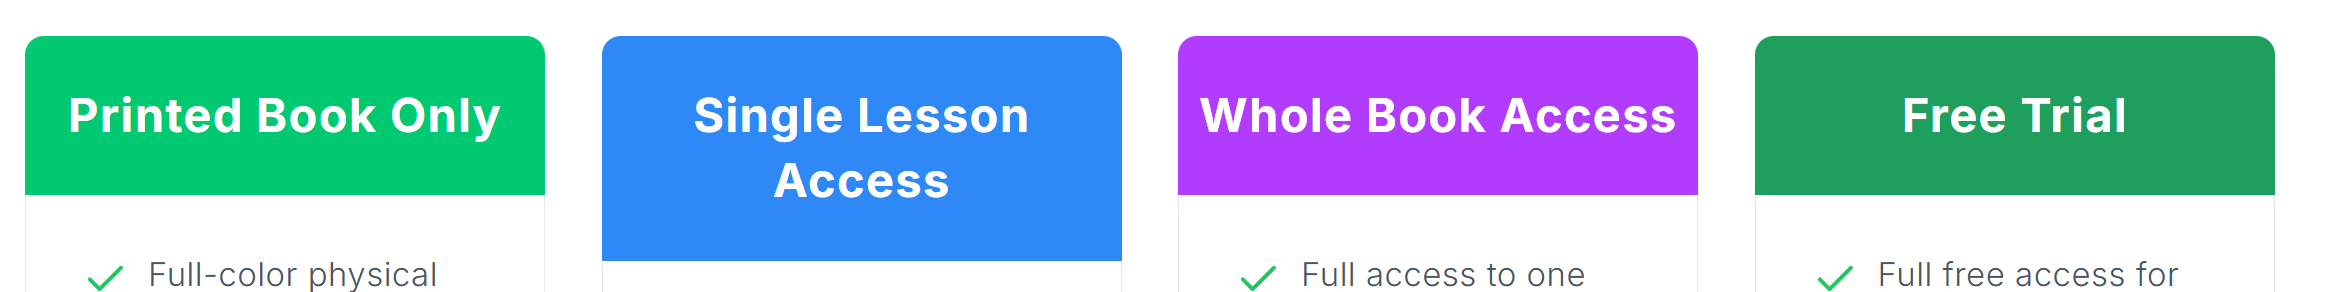 Printed Book Only
Single Lesson
Access
Whole Book Access
Free Trial
Full-color physical
Full access to one
Full free access for